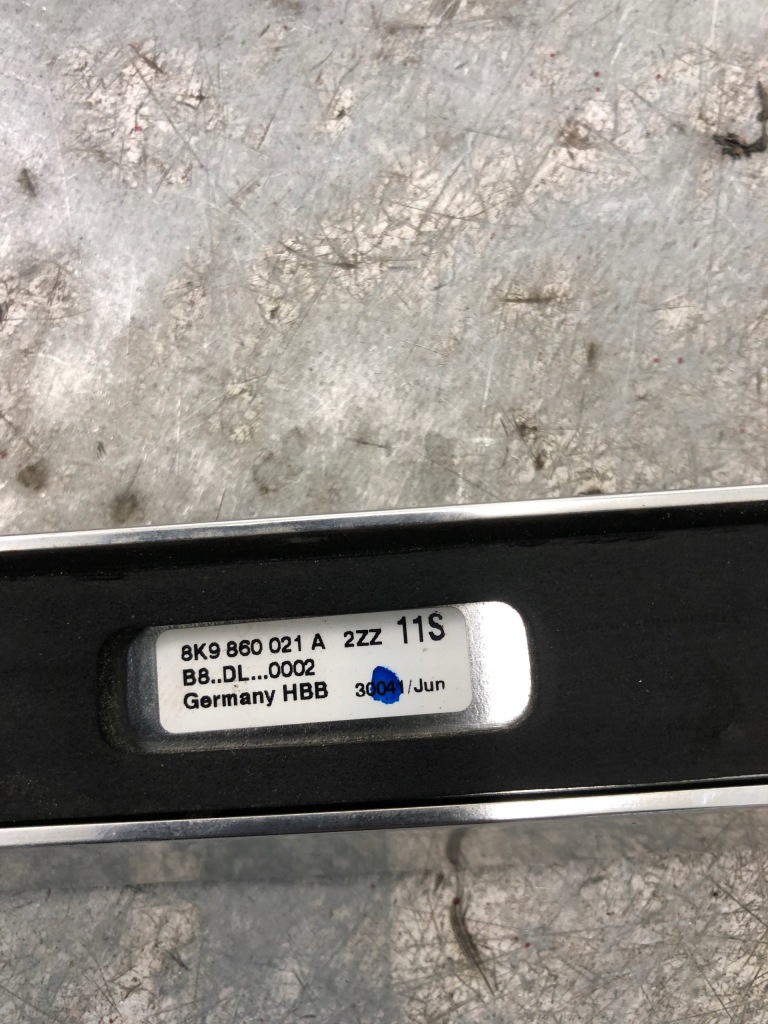 8K9 860 021 A 2ZZ 11S
B8..DL...0002
Germany HBB 30041/Jun